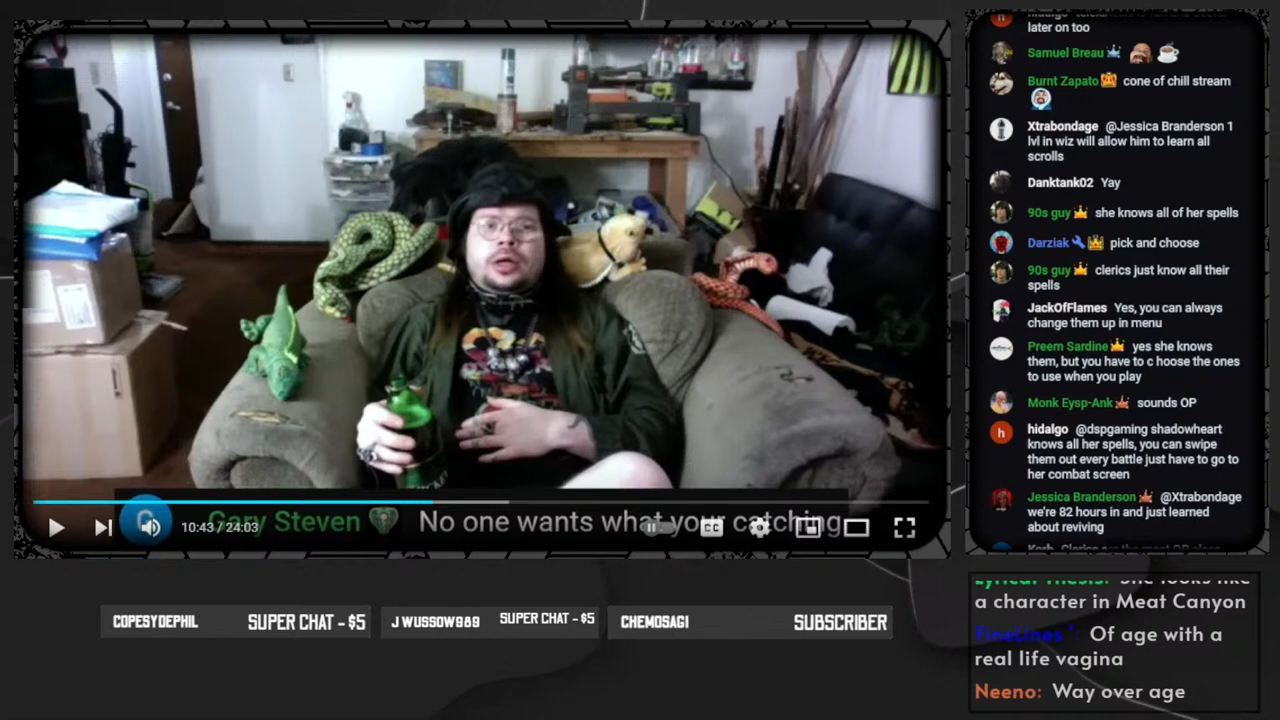 later on too
Samuel Breau
Burnt Zapato cone of chill stream
Xtrabondage @Jessica Branderson 1
lvl in wiz will allow him to learn all
scrolls
Danktank02 Yay
90s guy she knows all of her spells
Darziak pick and choose
90s guy clerics just know all their
spells
JackOfFlames Yes, you can always
change them up in menu
Preem Sardine yes she knows
them, but you have to c hoose the ones
to use when you play
Monk Eysp-Ank sounds OP
h
hidalgo @dspgaming shadowheart
knows all her spells, you can swipe
them out every battle just have to go to
her combat screen
Jessica Branderson @Xtrabondage
we're 82 hours in and just learned
about reviving
G Gary Steven No one wants what your catching
10:43 / 24:03
CC
COPESYDEPHIL SUPER CHAT - $5
J WUSSOW989 SUPER CHAT - $5
CHEMOSAGI SUBSCRIBER
Lyrical Thesis: She looks like
a character in Meat Canyon
FineLines : Of age with a
real life vagina
Neeno: Way over age